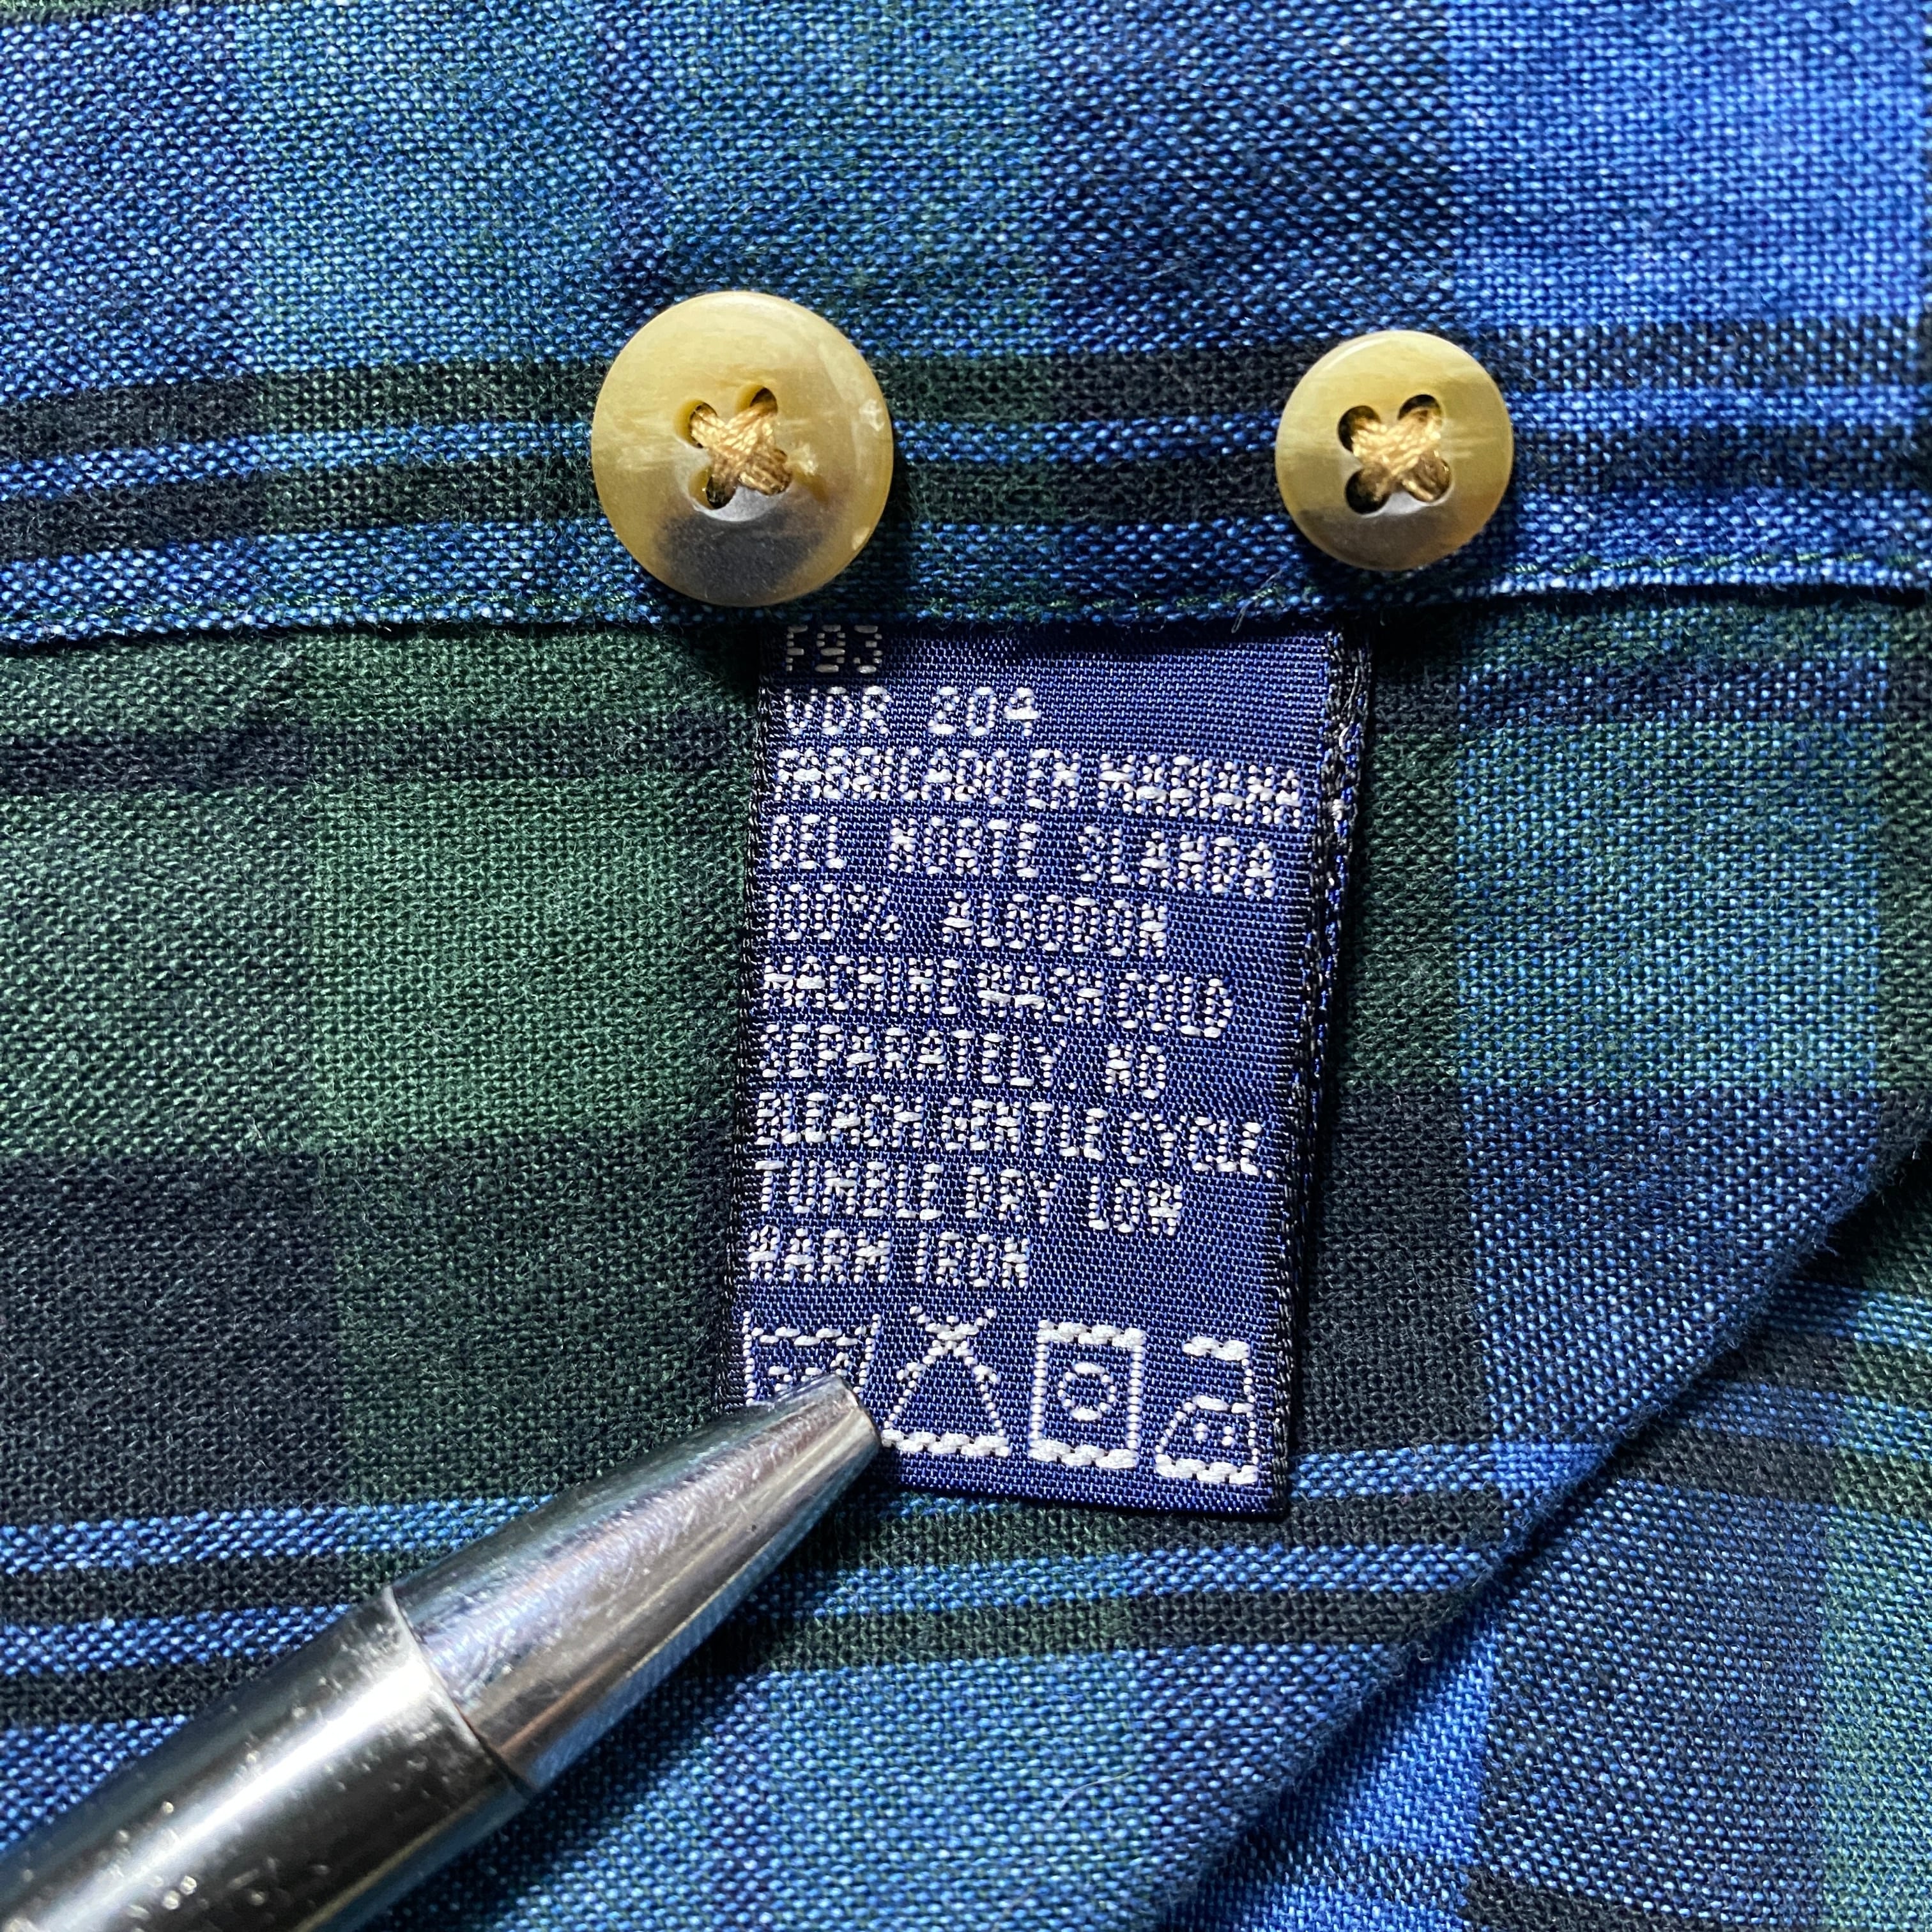 F93
VDR 204
FABRICADO EN MARIANA
DEL NORTE SLANDA
100% ALGODON
MACHINE WASH COLD
SEPARATELY. NO
BLEACH GENTLE CYCLE
TUMBLE DRY LOW
WARM IRON